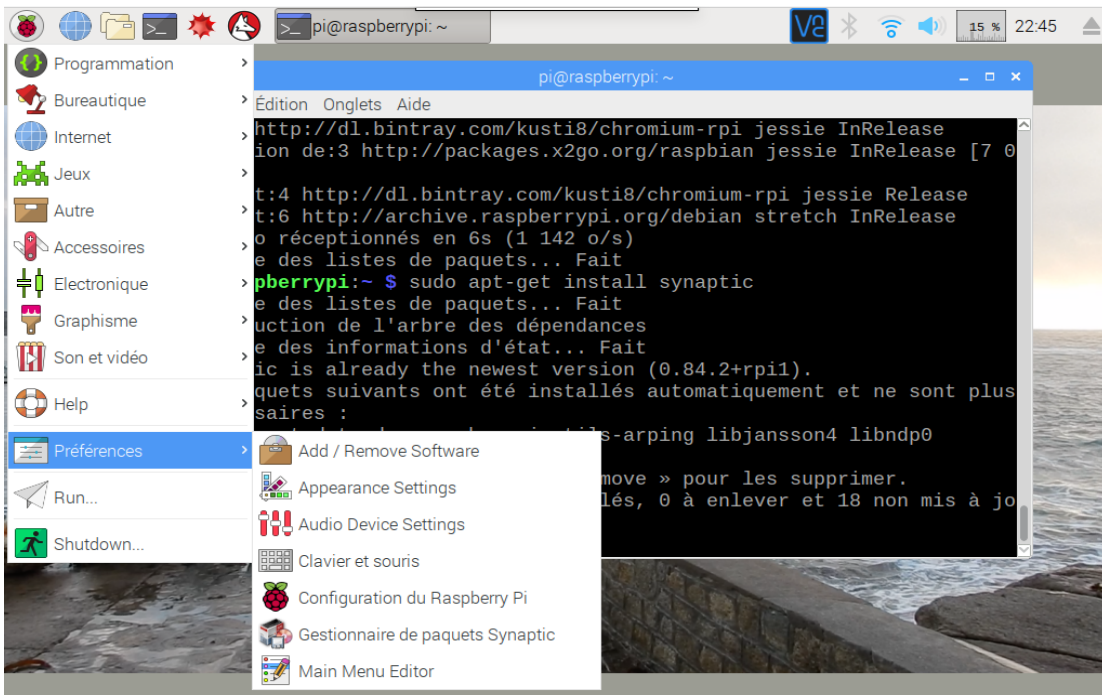 pi@raspberrypi: ~
15 %
22:45
Programmation
Bureautique
Internet
Jeux
Autre
Accessoires
Electronique
Graphisme
Son et vidéo
Help
Préférences
Run...
Shutdown...
pi@raspberrypi: ~
Édition Onglets Aide
http://dl.bintray.com/kusti8/chromium-rpi jessie InRelease
ion de:3 http://packages.x2go.org/raspbian jessie InRelease [7 0
t:4 http://dl.bintray.com/kusti8/chromium-rpi jessie Release
t:6 http://archive.raspberrypi.org/debian stretch InRelease
o réceptionnés en 6s (1 142 o/s)
e des listes de paquets... Fait
pberrypi:~ $ sudo apt-get install synaptic
e des listes de paquets... Fait
uction de l'arbre des dépendances
e des informations d'état... Fait
ic is already the newest version (0.84.2+rpi1).
quets suivants ont été installés automatiquement et ne sont plus
saires :
s-arping libjansson4 libndp0
move » pour les supprimer.
lés, 0 à enlever et 18 non mis à jo
Add / Remove Software
Appearance Settings
Audio Device Settings
Clavier et souris
Configuration du Raspberry Pi
Gestionnaire de paquets Synaptic
Main Menu Editor